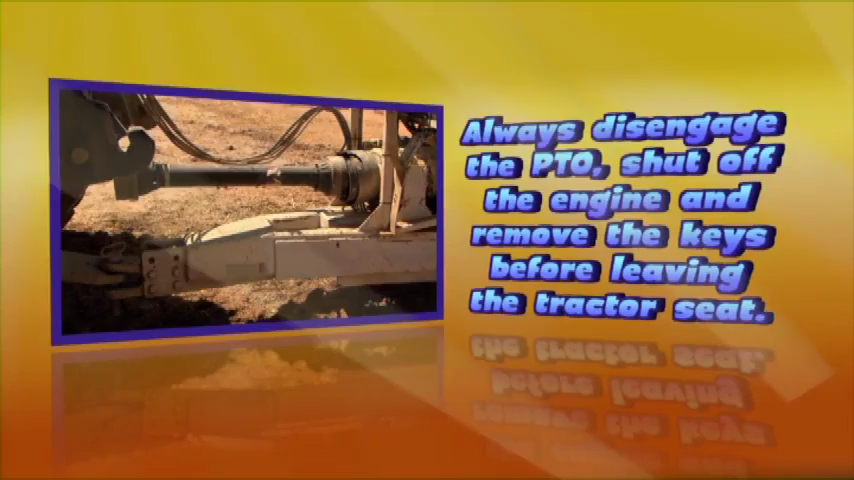 Always disengage
the PTO, shut off
the engine and
remove the keys
before leaving
the tractor seat.